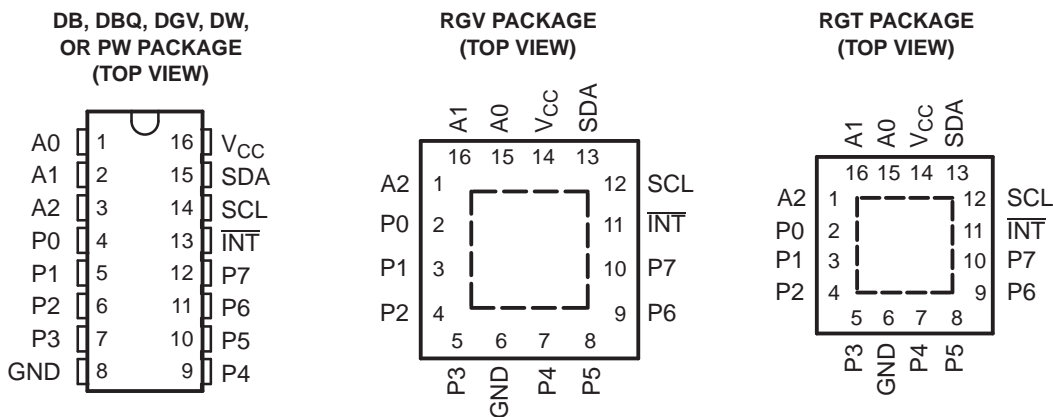 DB, DBQ, DGV, DW,
OR PW PACKAGE
(TOP VIEW)
A0 1 16 VCC
A1 2 15 SDA
A2 3 14 SCL
P0 4 13 INT
P1 5 12 P7
P2 6 11 P6
P3 7 10 P5
GND 8 9 P4
RGV PACKAGE
(TOP VIEW)
A1 A0 VCC SDA
16 15 14 13
A2 1 12 SCL
P0 2 11 INT
P1 3 10 P7
P2 4 9 P6
5 6 7 8
P3 GND P4 P5
RGT PACKAGE
(TOP VIEW)
A1 A0 VCC SDA
16 15 14 13
A2 1 12 SCL
P0 2 11 INT
P1 3 10 P7
P2 4 9 P6
5 6 7 8
P3 GND P4 P5